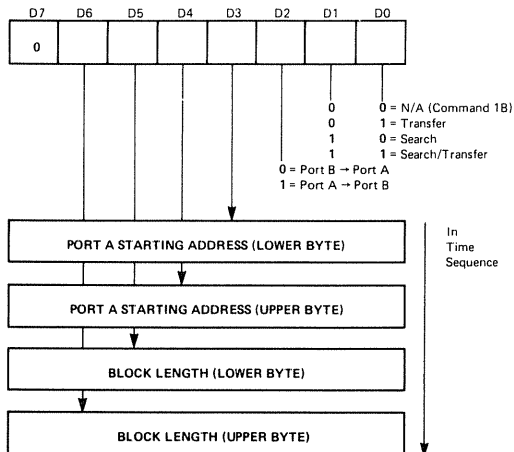 D7 D6 D5 D4 D3 D2 D1 D0
0
0 0 = N/A (Command 1B)
0 1 = Transfer
1 0 = Search
1 1 = Search/Transfer
0 = Port B → Port A
1 = Port A → Port B
In
Time
Sequence
PORT A STARTING ADDRESS (LOWER BYTE)
PORT A STARTING ADDRESS (UPPER BYTE)
BLOCK LENGTH (LOWER BYTE)
BLOCK LENGTH (UPPER BYTE)